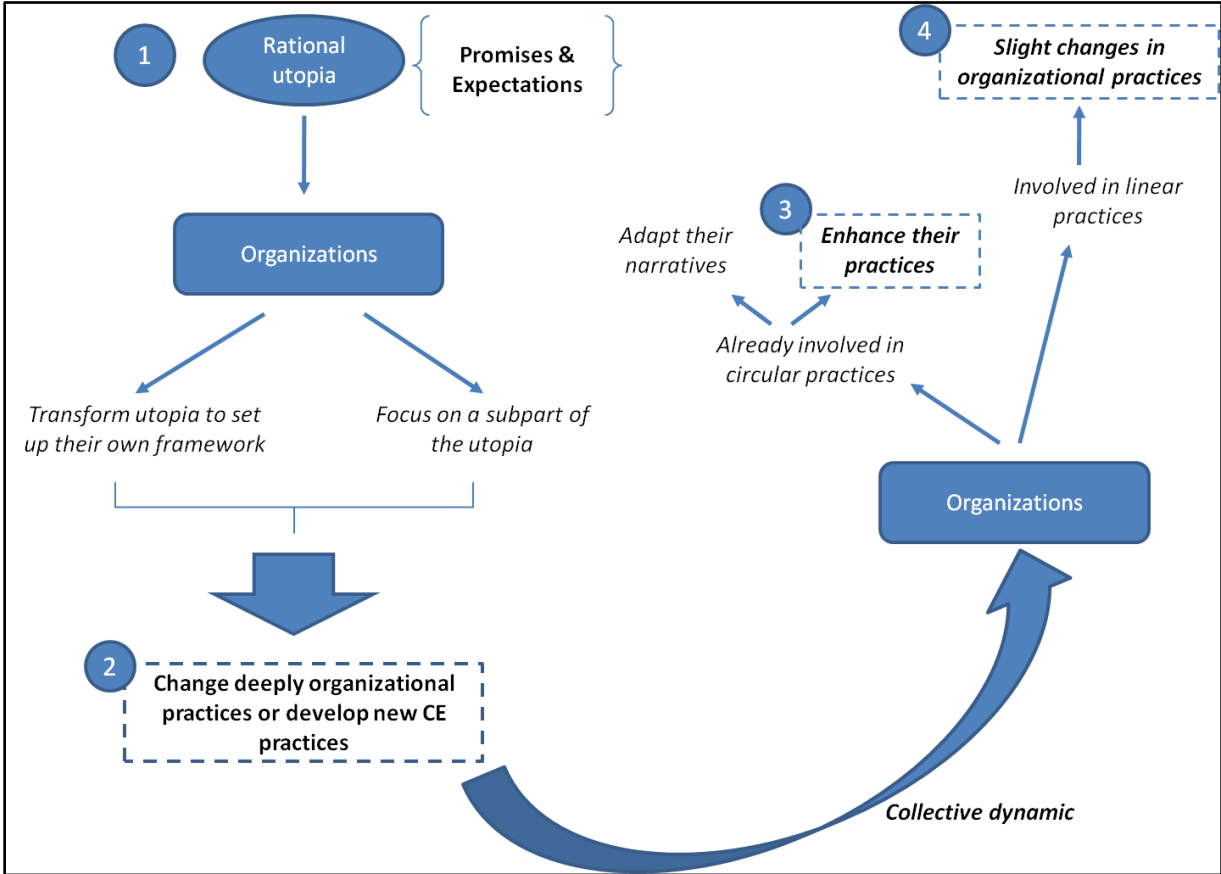 1
Rational
utopia
Promises &
Expectations
Organizations
Transform utopia to set
up their own framework
Focus on a subpart of
the utopia
2
Change deeply organizational
practices or develop new CE
practices
Collective dynamic
Organizations
Already involved in
circular practices
Adapt their
narratives
3
Enhance their
practices
Involved in linear
practices
4
Slight changes in
organizational practices